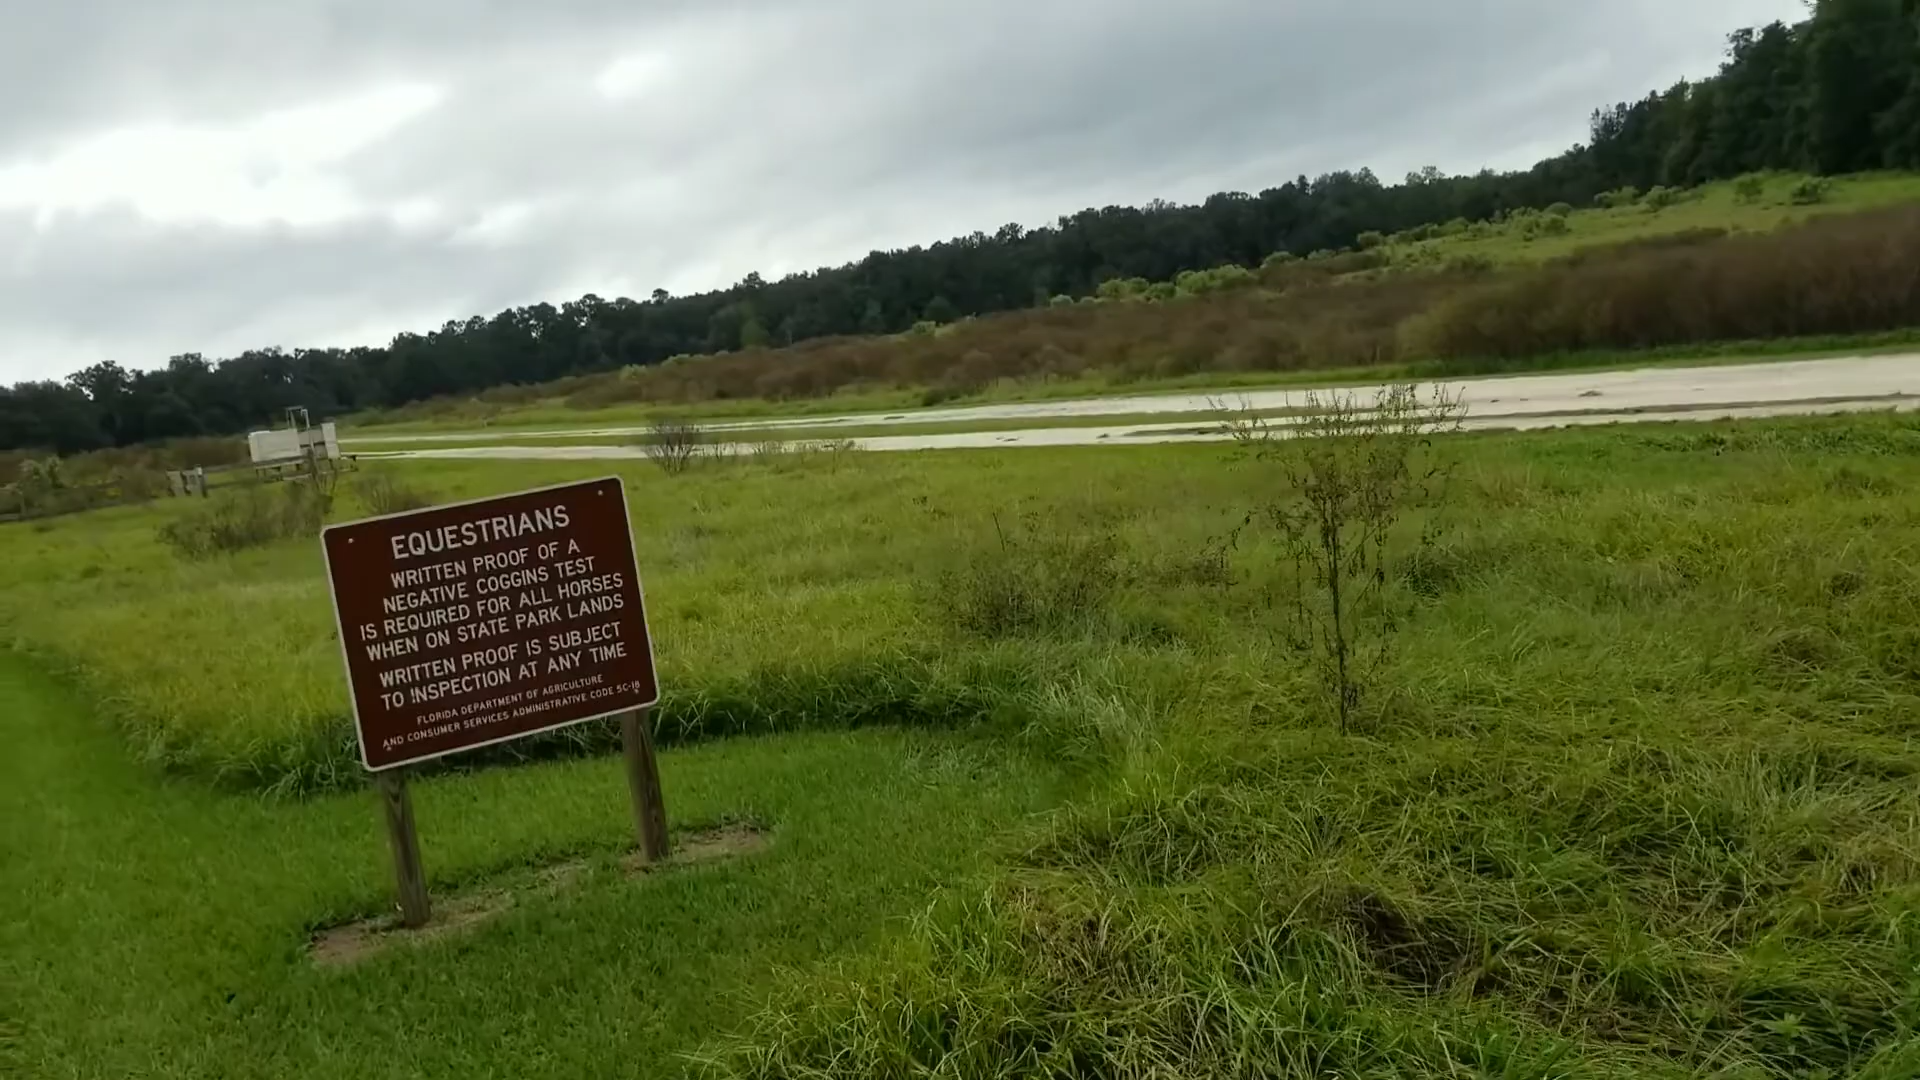 EQUESTRIANS
WRITTEN PROOF OF A
NEGATIVE COGGINS TEST
IS REQUIRED FOR ALL HORSES
WHEN ON STATE PARK LANDS
WRITTEN PROOF IS SUBJECT
TO INSPECTION AT ANY TIME
FLORIDA DEPARTMENT OF AGRICULTURE
AND CONSUMER SERVICES ADMINISTRATIVE CODE 5C-18